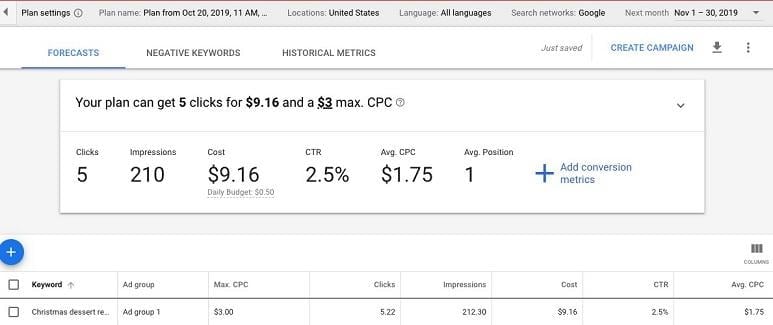 Plan settings Plan name: Plan from Oct 20, 2019, 11 AM, ... Locations: United States Language: All languages Search networks: Google Next month Nov 1 – 30, 2019
FORECASTS NEGATIVE KEYWORDS HISTORICAL METRICS Just saved CREATE CAMPAIGN
Your plan can get 5 clicks for $9.16 and a $3 max. CPC
Clicks Impressions Cost CTR Avg. CPC Avg. Position
5 210 $9.16 2.5% $1.75 1 Add conversion
metrics
Daily Budget: $0.50
COLUMNS
Keyword Ad group Max. CPC Clicks Impressions Cost CTR Avg. CPC
Christmas dessert re... Ad group 1 $3.00 5.22 212.30 $9.16 2.5% $1.75